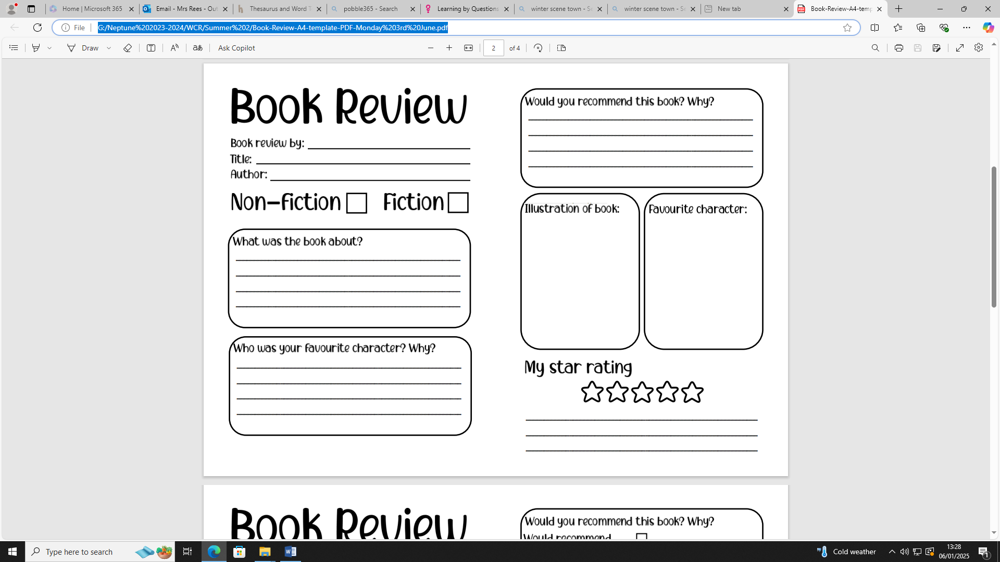 Home | Microsoft 365
Email - Mrs Rees - Out
Thesaurus and Word T
pobble365 - Search
Learning by Questions
winter scene town - Se
winter scene town - Se
New tab
Book-Review-A4-temp
File
G:/Neptune%202023-2024/WCR/Summer%202/Book-Review-A4-template-PDF-Monday%203rd%20June.pdf
Draw
aあ
Ask Copilot
2 of 4
Book Review
Book review by:
Title:
Author:
Non-fiction Fiction
What was the book about?
Who was your favourite character? Why?
Would you recommend this book? Why?
Illustration of book:
Favourite character:
My star rating
Book Review
Would you recommend this book? Why?
Would recommend
Type here to search
Cold weather
13:28
06/01/2025
1